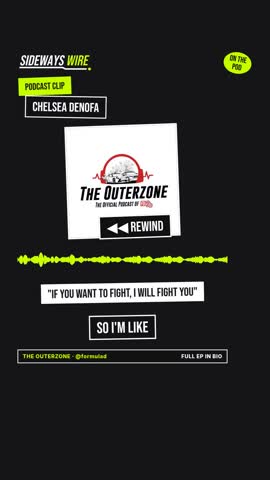 SIDEWAYS WIRE.
ON THE
POD
PODCAST CLIP
CHELSEA DENOFA
THE OUTERZONE
THE OFFICIAL PODCAST OF
REWIND
"IF YOU WANT TO FIGHT, I WILL FIGHT YOU"
SO I'M LIKE
THE OUTERZONE · @formulad
FULL EP IN BIO